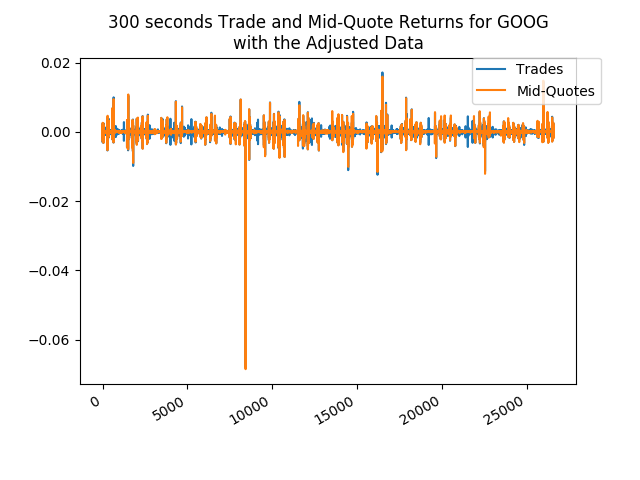 300 seconds Trade and Mid-Quote Returns for GOOG
with the Adjusted Data
Trades
Mid-Quotes
0.02
0.00
−0.02
−0.04
−0.06
0
5000
10000
15000
20000
25000